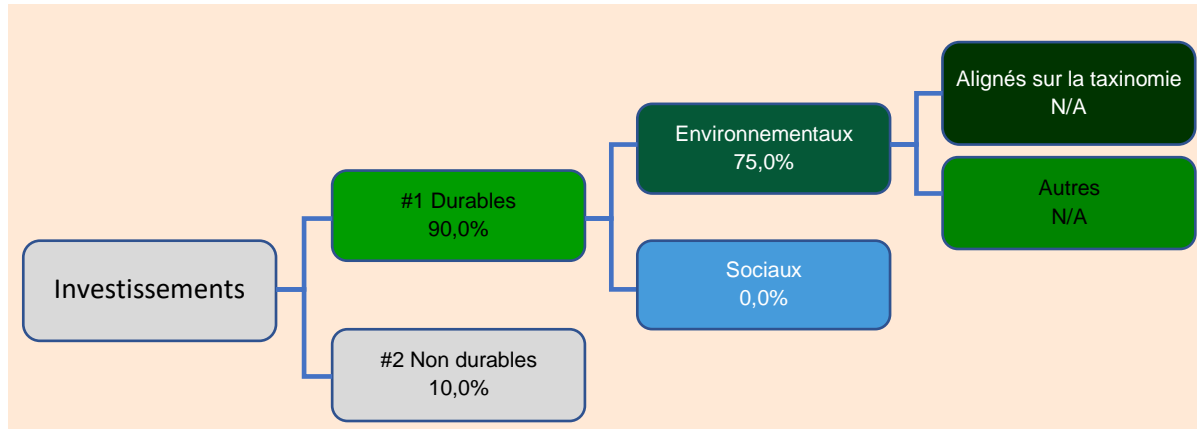 Investissements
#1 Durables
90,0%
#2 Non durables
10,0%
Environnementaux
75,0%
Sociaux
0,0%
Alignés sur la taxinomie
N/A
Autres
N/A